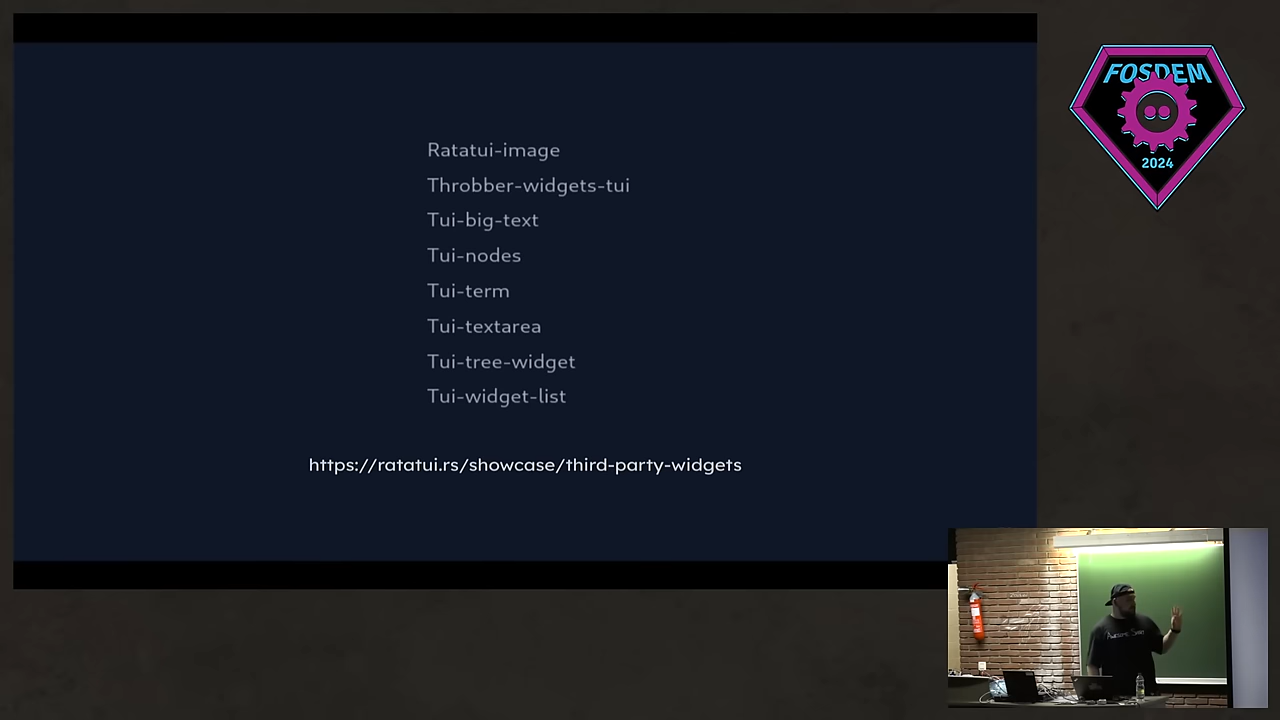 Ratatui-image
Throbber-widgets-tui
Tui-big-text
Tui-nodes
Tui-term
Tui-textarea
Tui-tree-widget
Tui-widget-list
https://ratatui.rs/showcase/third-party-widgets
FOSDEM
2024